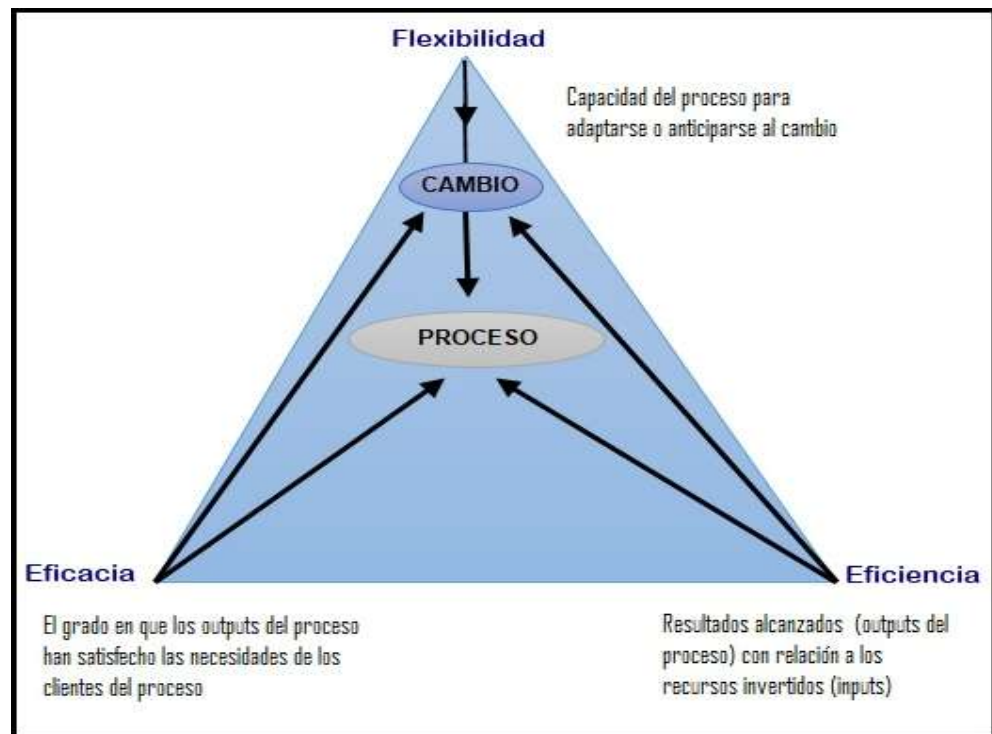 Flexibilidad
Capacidad del proceso para
adaptarse o anticiparse al cambio
CAMBIO
PROCESO
Eficacia
El grado en que los outputs del proceso
han satisfecho las necesidades de los
clientes del proceso
Eficiencia
Resultados alcanzados (outputs del
proceso) con relación a los
recursos invertidos (inputs)